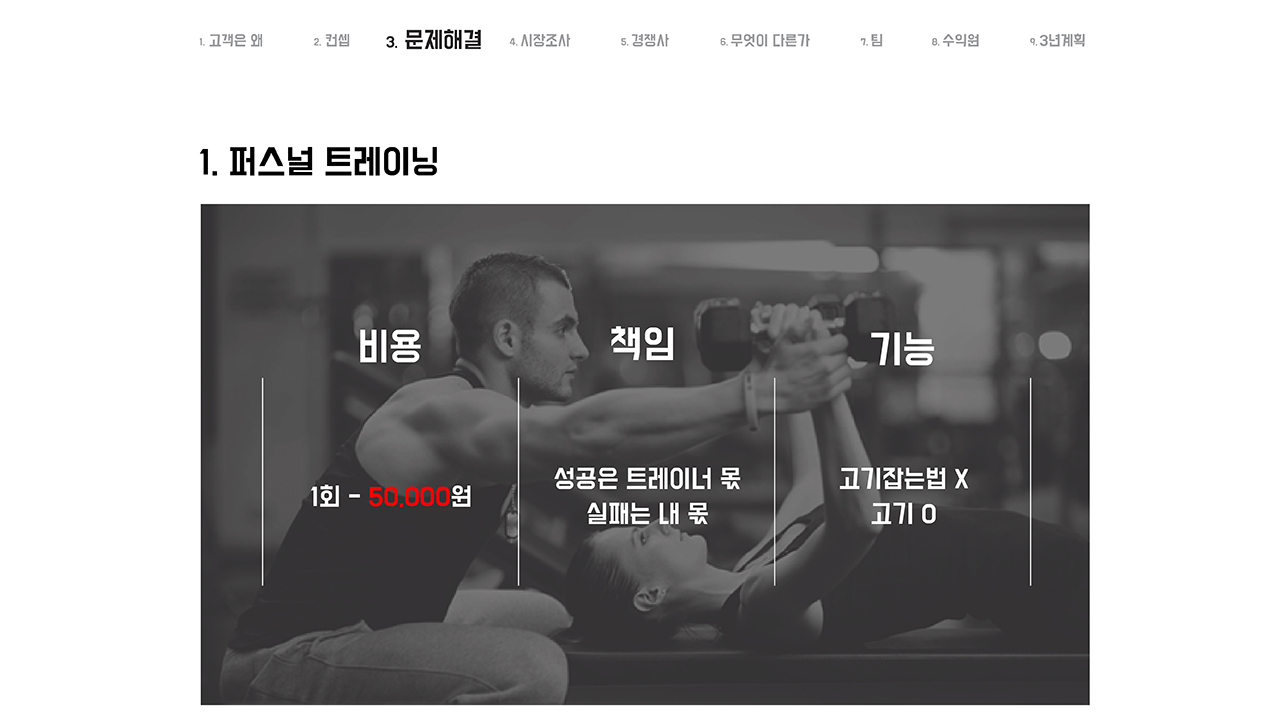 1. 고객은 왜 2. 컨셉 3. 문제해결 4. 시장조사 5. 경쟁사 6. 무엇이 다른가 7. 팀 8. 수익원 9. 3년계획
1. 퍼스널 트레이닝
비용 책임 기능
1회 - 50,000원
성공은 트레이너 몫
실패는 내 몫
고기잡는법 X
고기 O